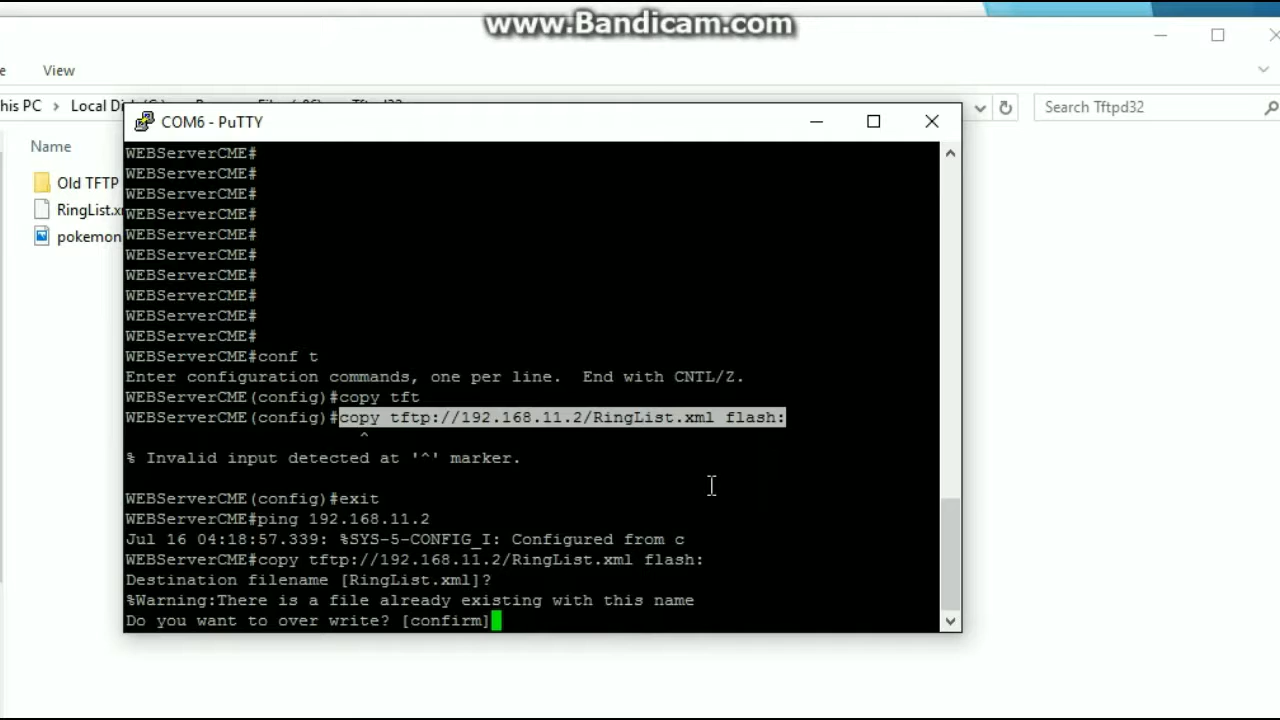 www.Bandicam.com
View
his PC > Local Dis
Search Tftpd32
COM6 - PuTTY
Name
Old TFTP
RingList.x
pokemon
WEBServerCME#
WEBServerCME#
WEBServerCME#
WEBServerCME#
WEBServerCME#
WEBServerCME#
WEBServerCME#
WEBServerCME#
WEBServerCME#
WEBServerCME#
WEBServerCME#conf t
Enter configuration commands, one per line.  End with CNTL/Z.
WEBServerCME(config)#copy tft
WEBServerCME(config)#copy tftp://192.168.11.2/RingList.xml flash:
^
% Invalid input detected at '^' marker.
WEBServerCME(config)#exit
WEBServerCME#ping 192.168.11.2
Jul 16 04:18:57.339: %SYS-5-CONFIG_I: Configured from c
WEBServerCME#copy tftp://192.168.11.2/RingList.xml flash:
Destination filename [RingList.xml]?
%Warning:There is a file already existing with this name
Do you want to over write? [confirm]